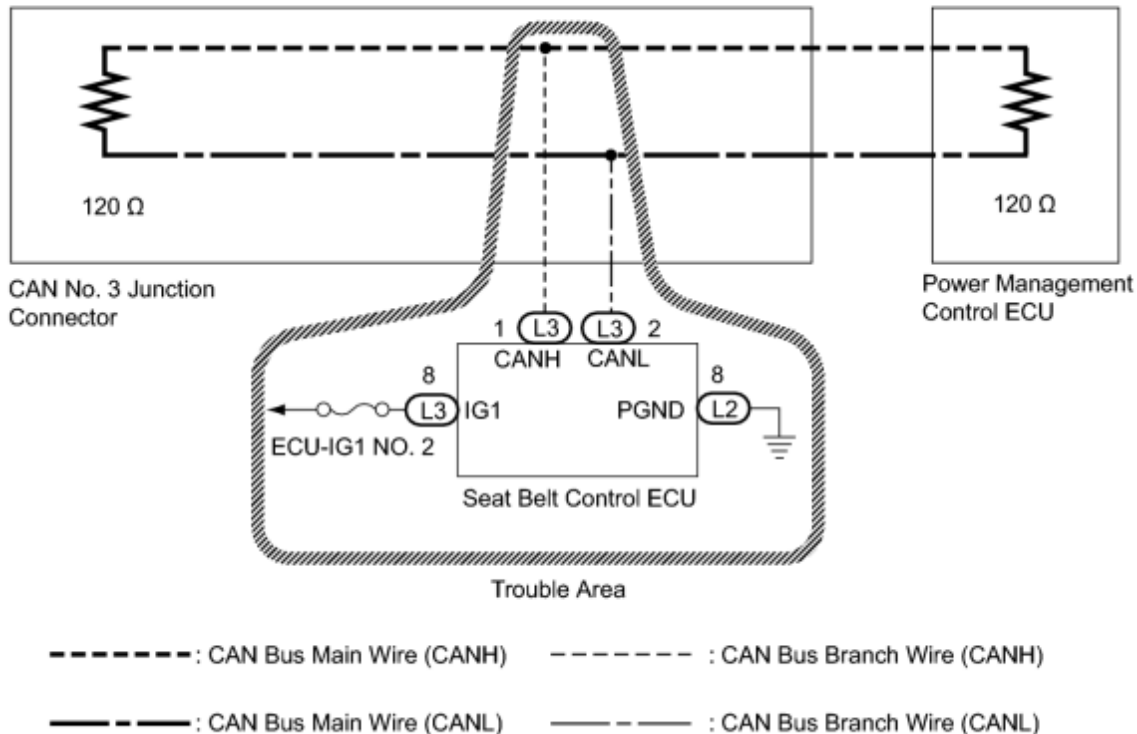 120 Ω
120 Ω
CAN No. 3 Junction
Connector
Power Management
Control ECU
1 L3 L3 2
CANH CANL
8 8
L3 IG1 PGND L2
ECU-IG1 NO. 2
Seat Belt Control ECU
Trouble Area
: CAN Bus Main Wire (CANH) : CAN Bus Branch Wire (CANH)
: CAN Bus Main Wire (CANL) : CAN Bus Branch Wire (CANL)